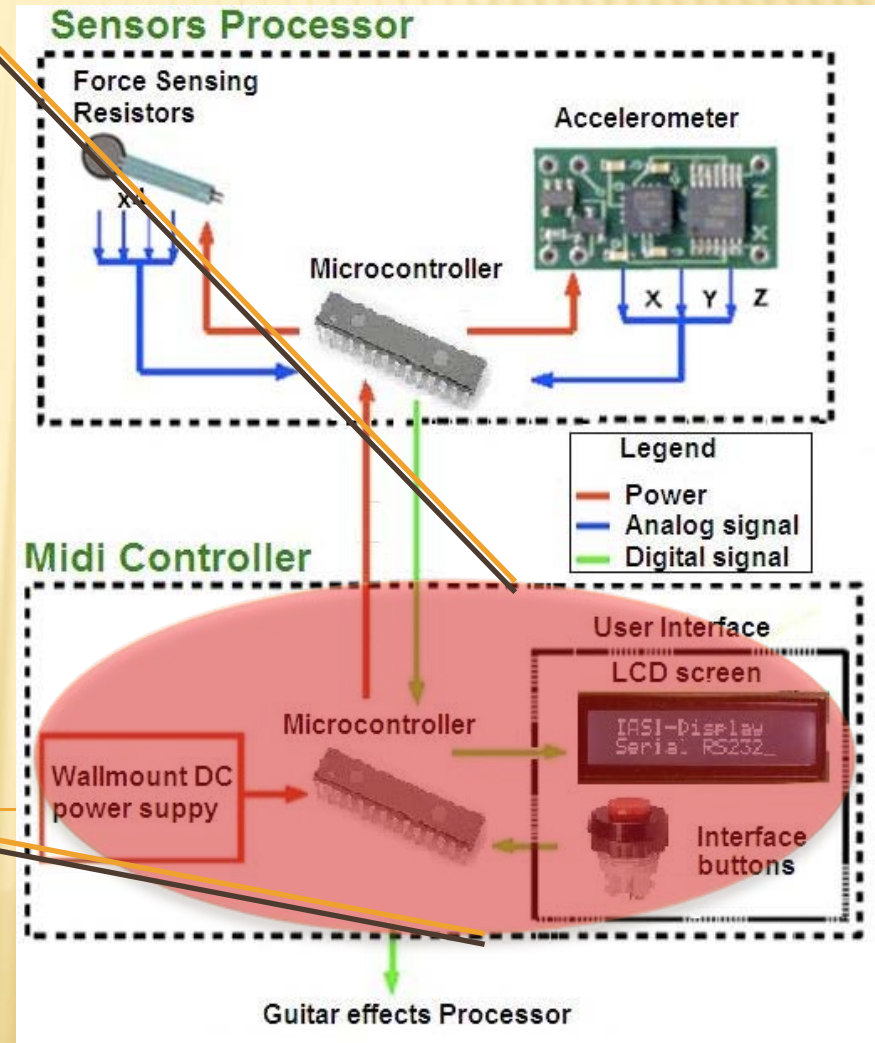 Sensors Processor
Force Sensing
Resistors
x4
Accelerometer
Microcontroller
X Y Z
Legend
Power
Analog signal
Digital signal
Midi Controller
User Interface
LCD screen
IASI-Display
Serial RS232_
Microcontroller
Wallmount DC
power suppy
Interface
buttons
Guitar effects Processor